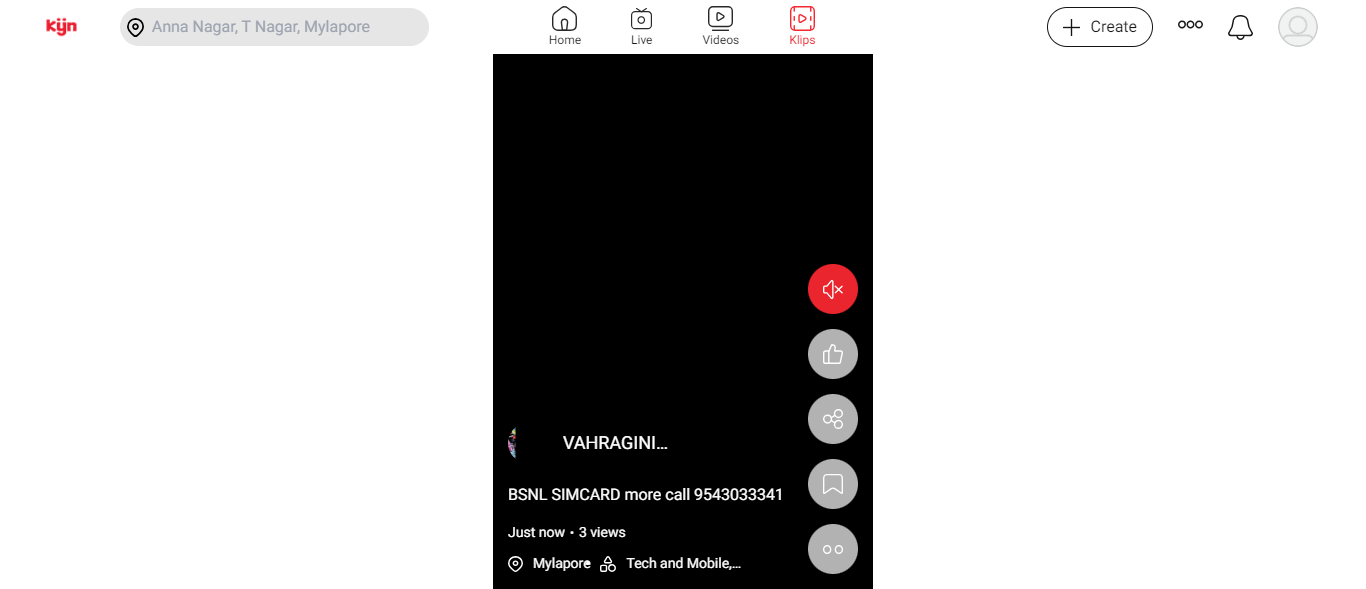 kijn
Anna Nagar, T Nagar, Mylapore
Home
Live
Videos
Klips
Create
VAHRAGINI...
BSNL SIMCARD more call 9543033341
Just now • 3 views
Mylapore • Tech and Mobile,...